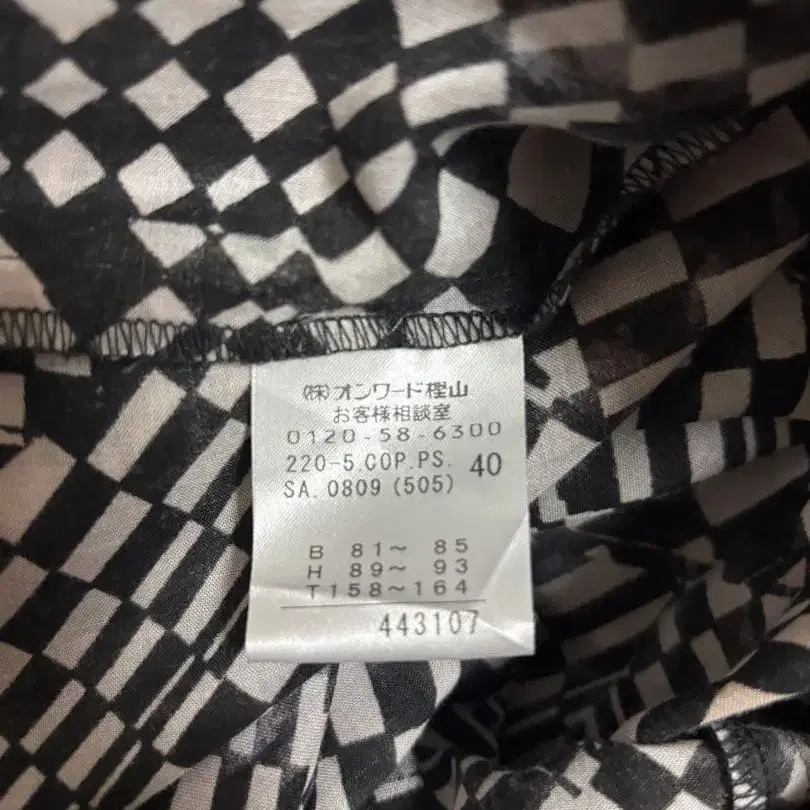 (株)オンワード樫山
お客様相談室
0120-58-6300
220-5.COP.PS. 40
SA.0809(505)
B 81〜 85
H 89〜 93
T158〜164
443107